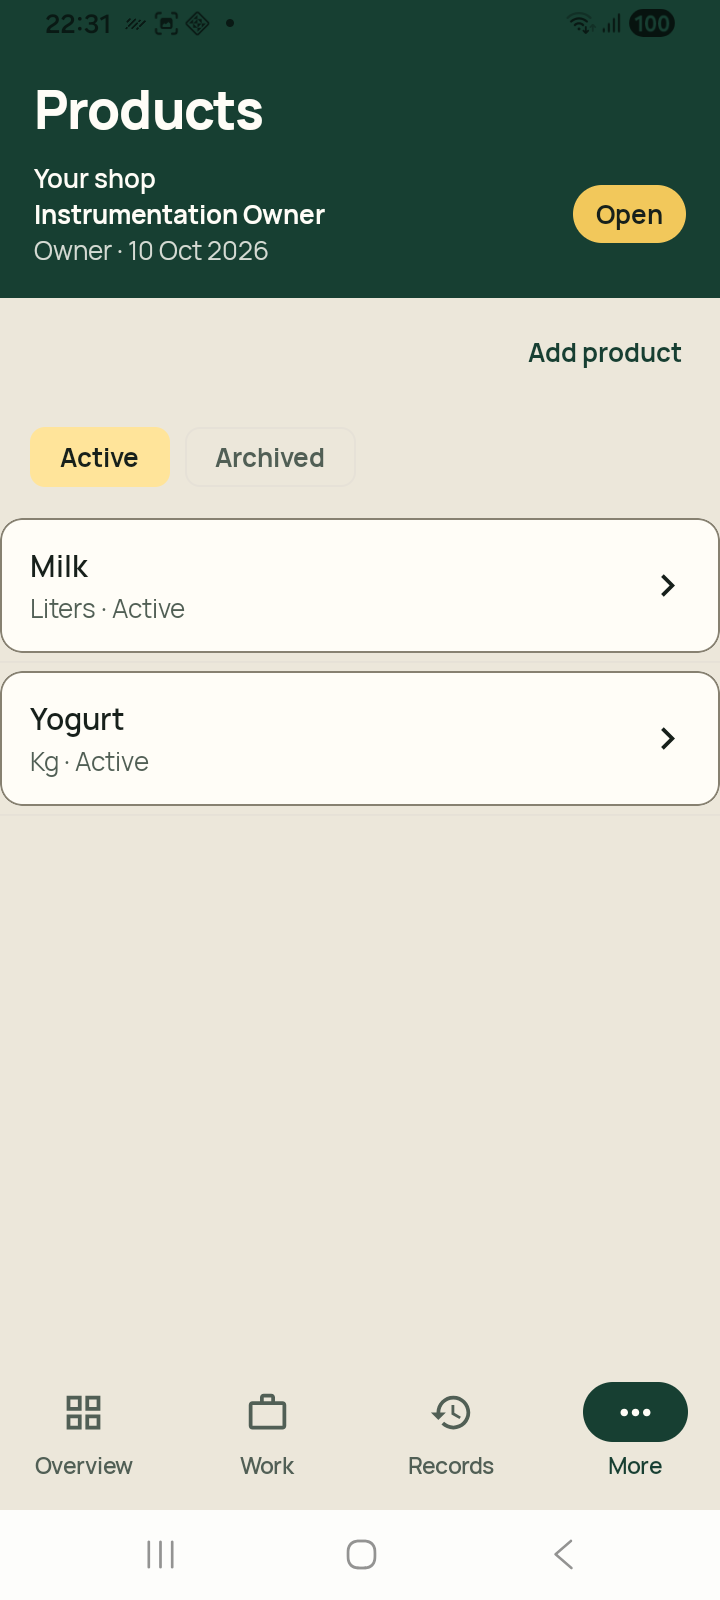 22:31
100
Products
Your shop
Instrumentation Owner
Owner · 10 Oct 2026
Open
Add product
Active
Archived
Milk
Liters · Active
Yogurt
Kg · Active
Overview
Work
Records
More